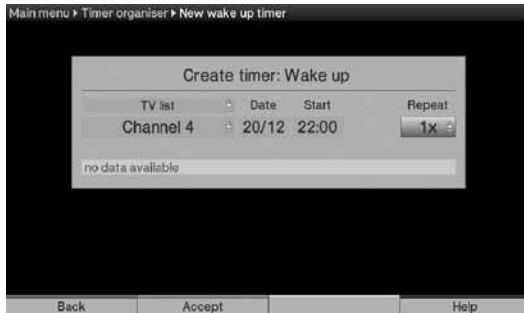 Main menu ▸ Timer organiser ▸ New wake up timer
Create timer: Wake up
TV list Date Start Repeat
Channel 4 20/12 22:00 1x
no data available
Back Accept Help